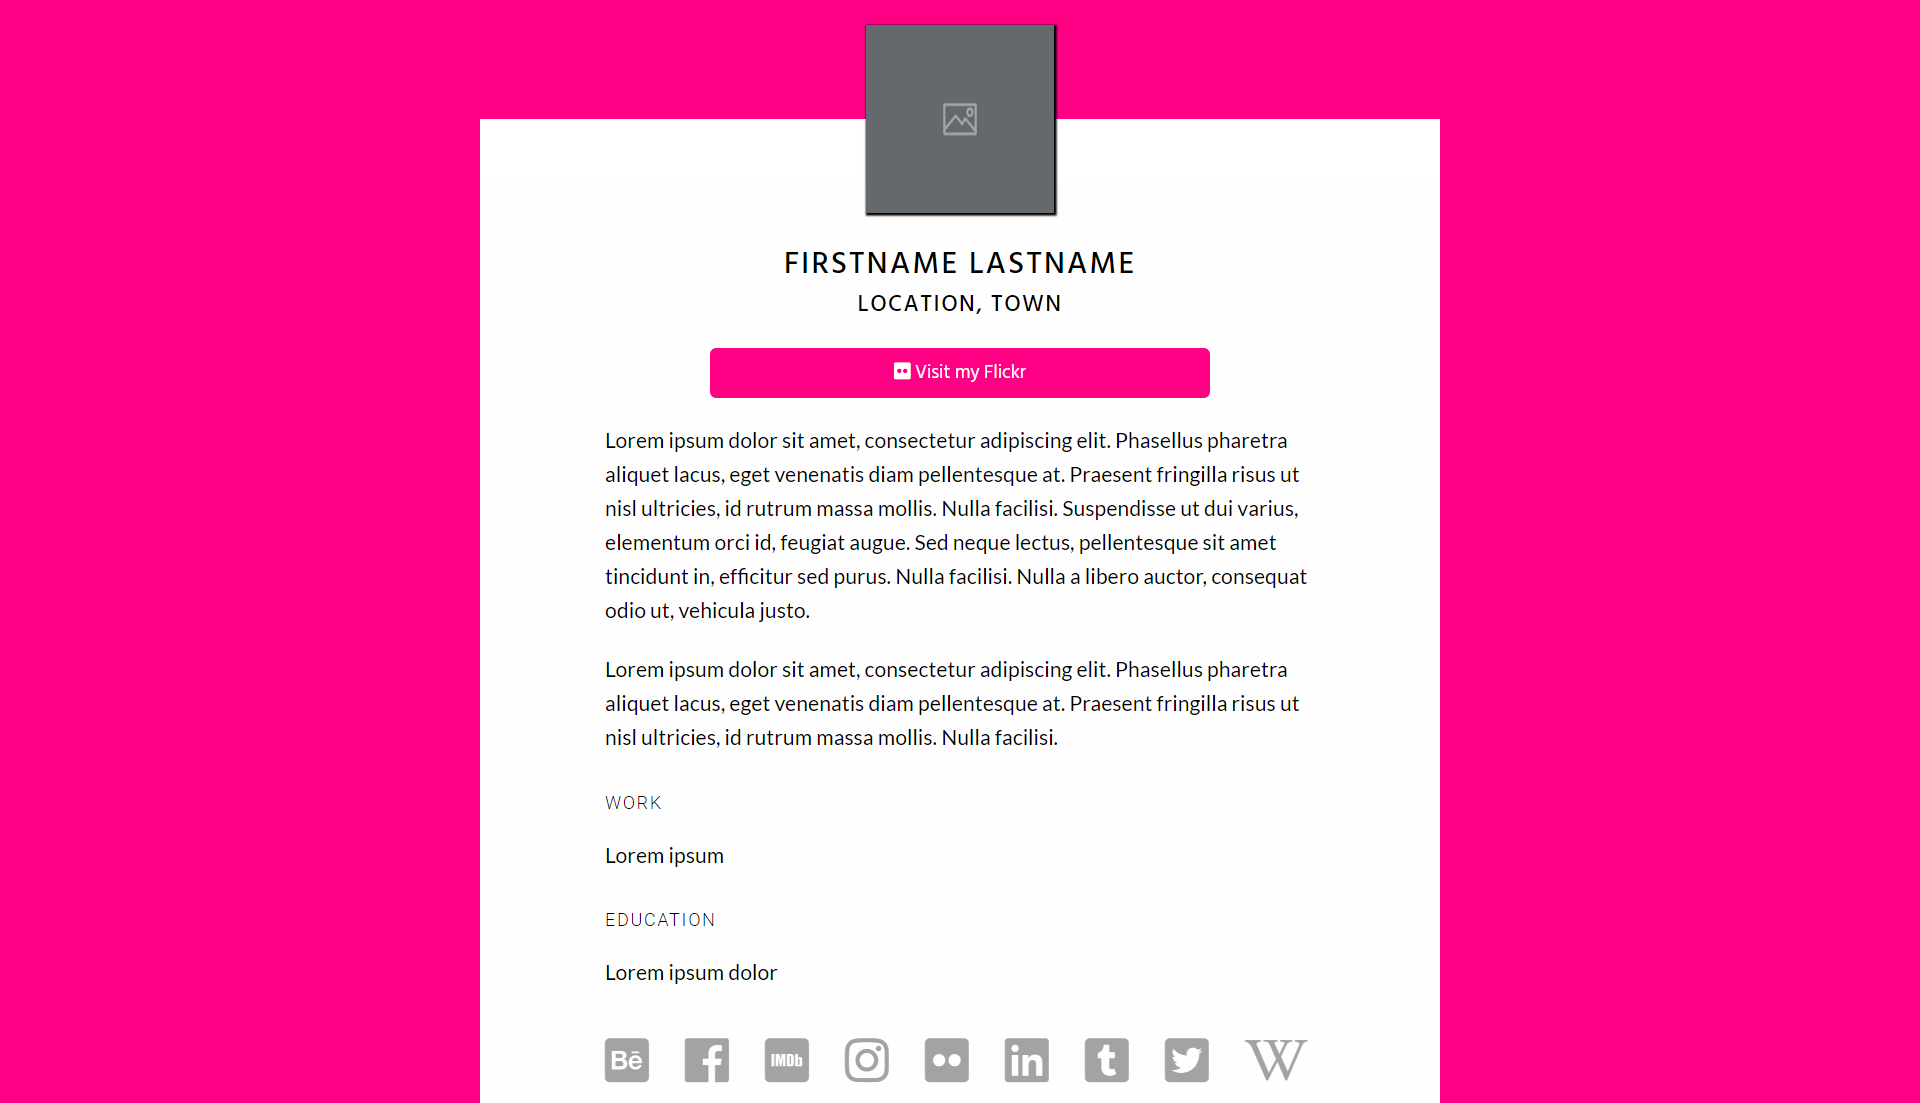 FIRSTNAME LASTNAME
LOCATION, TOWN
Visit my Flickr
Lorem ipsum dolor sit amet, consectetur adipiscing elit. Phasellus pharetra
aliquet lacus, eget venenatis diam pellentesque at. Praesent fringilla risus ut
nisl ultricies, id rutrum massa mollis. Nulla facilisi. Suspendisse ut dui varius,
elementum orci id, feugiat augue. Sed neque lectus, pellentesque sit amet
tincidunt in, efficitur sed purus. Nulla facilisi. Nulla a libero auctor, consequat
odio ut, vehicula justo.
Lorem ipsum dolor sit amet, consectetur adipiscing elit. Phasellus pharetra
aliquet lacus, eget venenatis diam pellentesque at. Praesent fringilla risus ut
nisl ultricies, id rutrum massa mollis. Nulla facilisi.
WORK
Lorem ipsum
EDUCATION
Lorem ipsum dolor
Bē f IMDb in t W